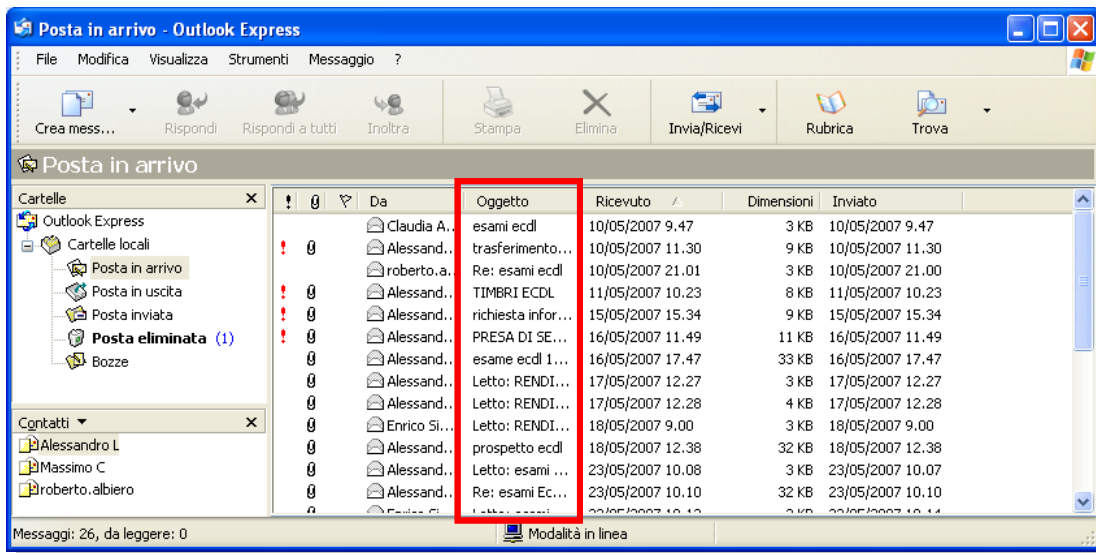 Posta in arrivo - Outlook Express
File Modifica Visualizza Strumenti Messaggio ?
Crea mess... Rispondi Rispondi a tutti Inoltra Stampa Elimina Invia/Ricevi Rubrica Trova
Posta in arrivo
Cartelle
Outlook Express
Cartelle locali
Posta in arrivo
Posta in uscita
Posta inviata
Posta eliminata (1)
Bozze
Contatti
Alessandro L
Massimo C
roberto.albiero
! Da Oggetto Ricevuto Dimensioni Inviato
Claudia A... esami ecdl 10/05/2007 9.47 3 KB 10/05/2007 9.47
! Alessand... trasferimento... 10/05/2007 11.30 9 KB 10/05/2007 11.30
roberto.a... Re: esami ecdl 10/05/2007 21.01 3 KB 10/05/2007 21.00
! Alessand... TIMBRI ECDL 11/05/2007 10.23 8 KB 11/05/2007 10.23
! Alessand... richiesta infor... 15/05/2007 15.34 9 KB 15/05/2007 15.34
! Alessand... PRESA DI SE... 16/05/2007 11.49 11 KB 16/05/2007 11.49
Alessand... esame ecdl 1... 16/05/2007 17.47 33 KB 16/05/2007 17.47
Alessand... Letto: RENDI... 17/05/2007 12.27 3 KB 17/05/2007 12.27
Alessand... Letto: RENDI... 17/05/2007 12.28 4 KB 17/05/2007 12.28
Enrico Si... Letto: RENDI... 18/05/2007 9.00 3 KB 18/05/2007 9.00
Alessand... prospetto ecdl 18/05/2007 12.38 32 KB 18/05/2007 12.38
Alessand... Letto: esami ... 23/05/2007 10.08 3 KB 23/05/2007 10.07
Alessand... Re: esami Ec... 23/05/2007 10.10 32 KB 23/05/2007 10.10
Messaggi: 26, da leggere: 0 Modalità in linea